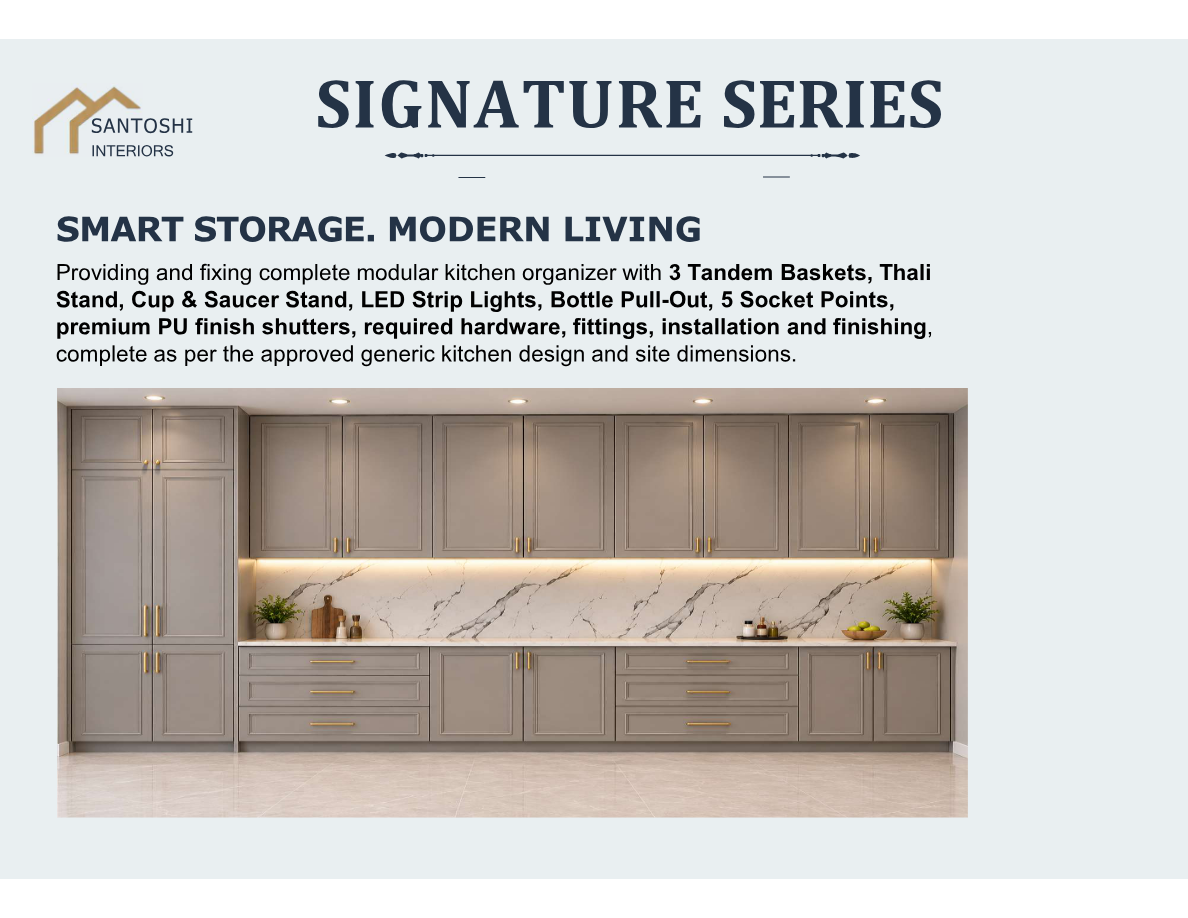 SANTOSHI
INTERIORS
SIGNATURE SERIES
SMART STORAGE. MODERN LIVING
Providing and fixing complete modular kitchen organizer with 3 Tandem Baskets, Thali
Stand, Cup & Saucer Stand, LED Strip Lights, Bottle Pull-Out, 5 Socket Points,
premium PU finish shutters, required hardware, fittings, installation and finishing,
complete as per the approved generic kitchen design and site dimensions.